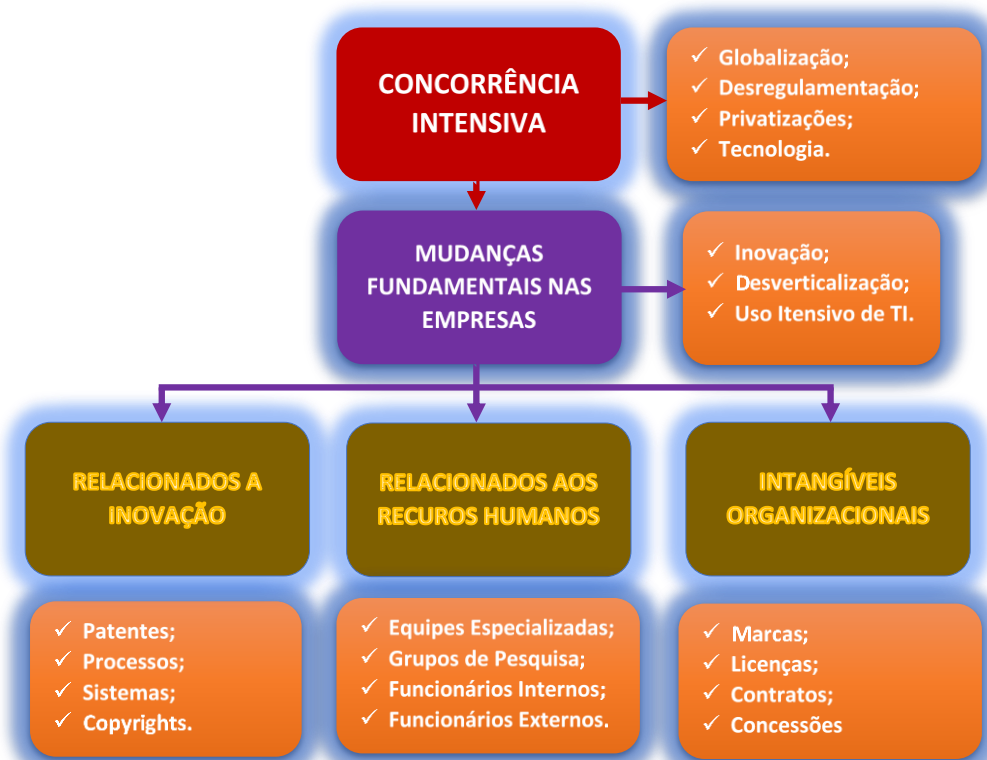 CONCORRÊNCIA
INTENSIVA
✓ Globalização;
✓ Desregulamentação;
✓ Privatizações;
✓ Tecnologia.
MUDANÇAS
FUNDAMENTAIS NAS
EMPRESAS
✓ Inovação;
✓ Desverticalização;
✓ Uso Itensivo de TI.
RELACIONADOS A
INOVAÇÃO
RELACIONADOS AOS
RECUROS HUMANOS
INTANGÍVEIS
ORGANIZACIONAIS
✓ Patentes;
✓ Processos;
✓ Sistemas;
✓ Copyrights.
✓ Equipes Especializadas;
✓ Grupos de Pesquisa;
✓ Funcionários Internos;
✓ Funcionários Externos.
✓ Marcas;
✓ Licenças;
✓ Contratos;
✓ Concessões